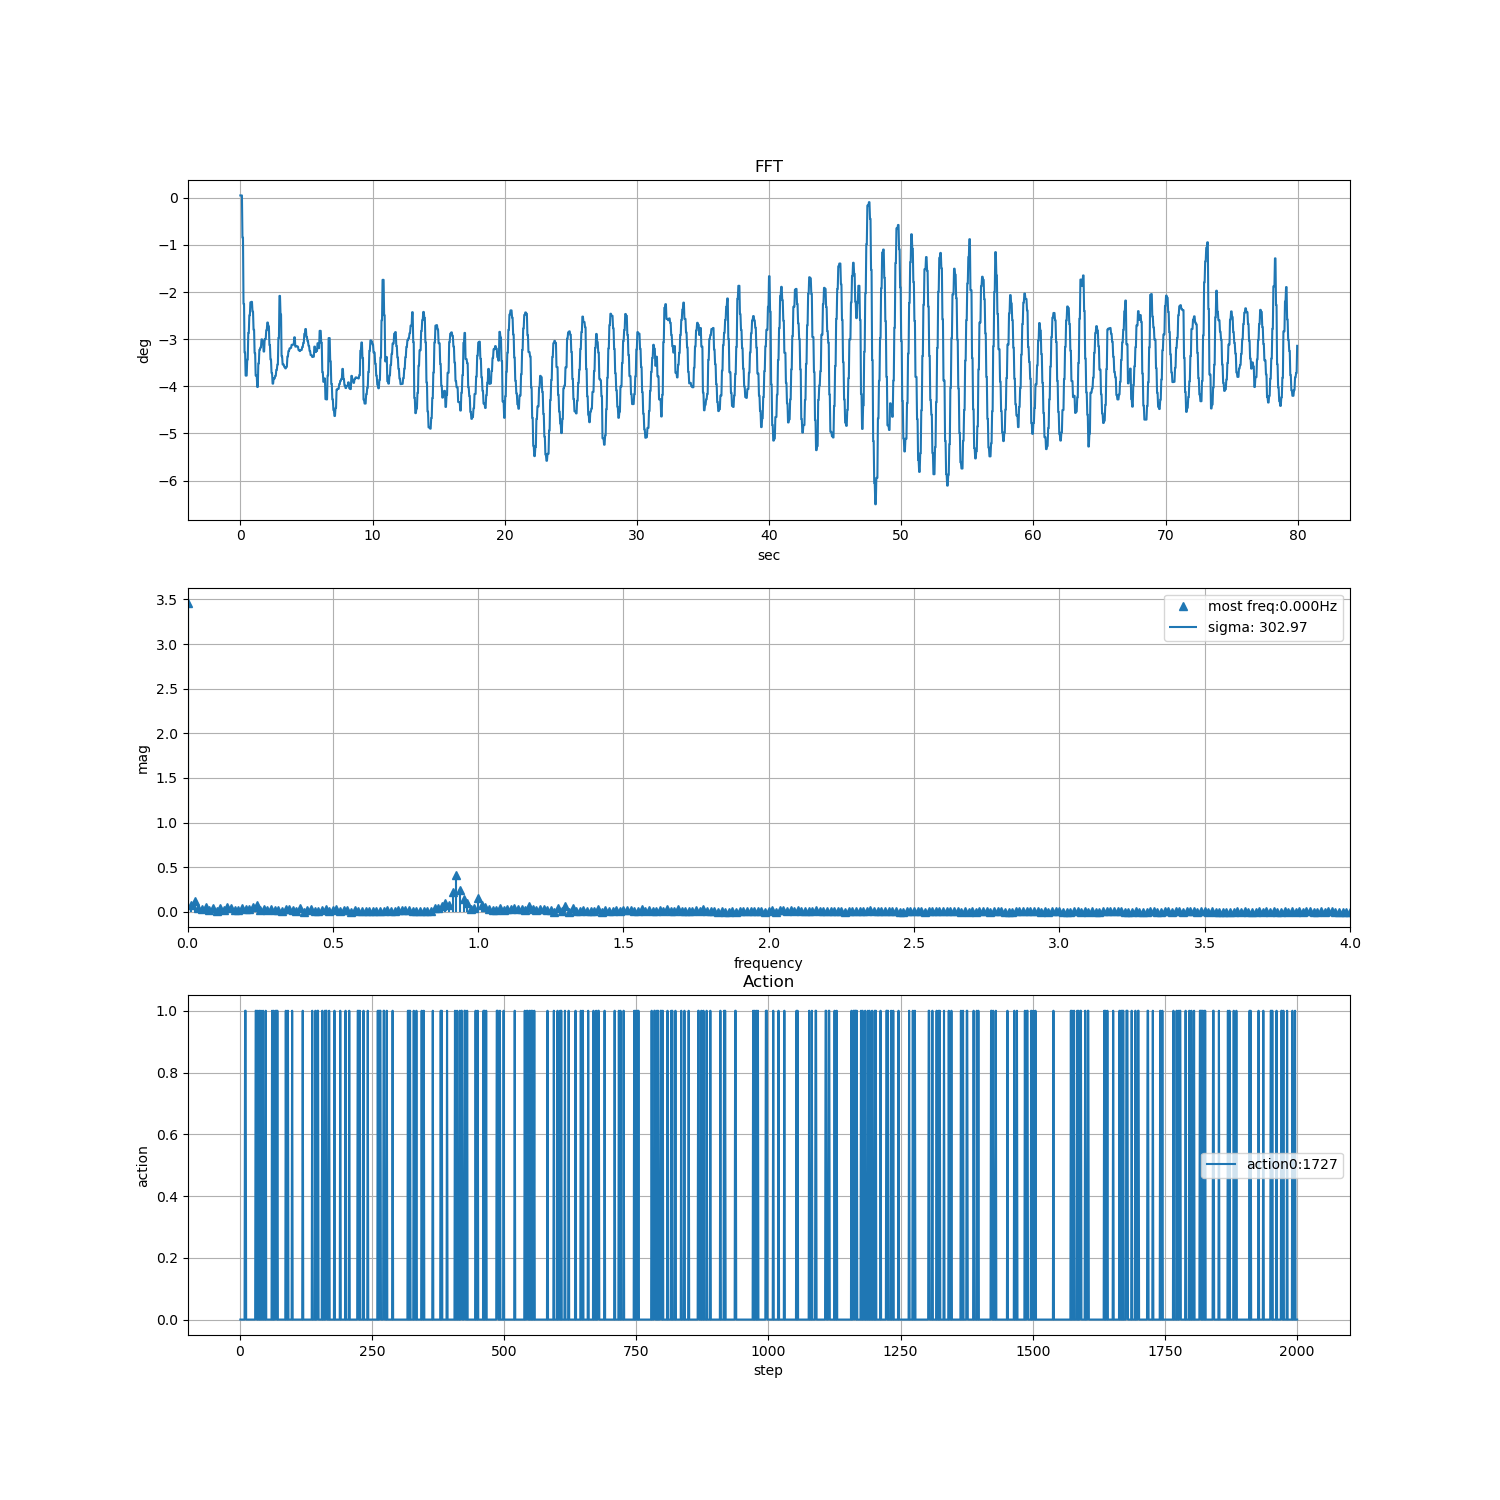 FFT
0
−1
−2
−3
−4
−5
−6
deg
0 10 20 30 40 50 60 70 80
sec
3.5
3.0
2.5
2.0
1.5
1.0
0.5
0.0
mag
most freq:0.000Hz
sigma: 302.97
0.0 0.5 1.0 1.5 2.0 2.5 3.0 3.5 4.0
frequency
Action
1.0
0.8
0.6
0.4
0.2
0.0
action
action0:1727
0 250 500 750 1000 1250 1500 1750 2000
step